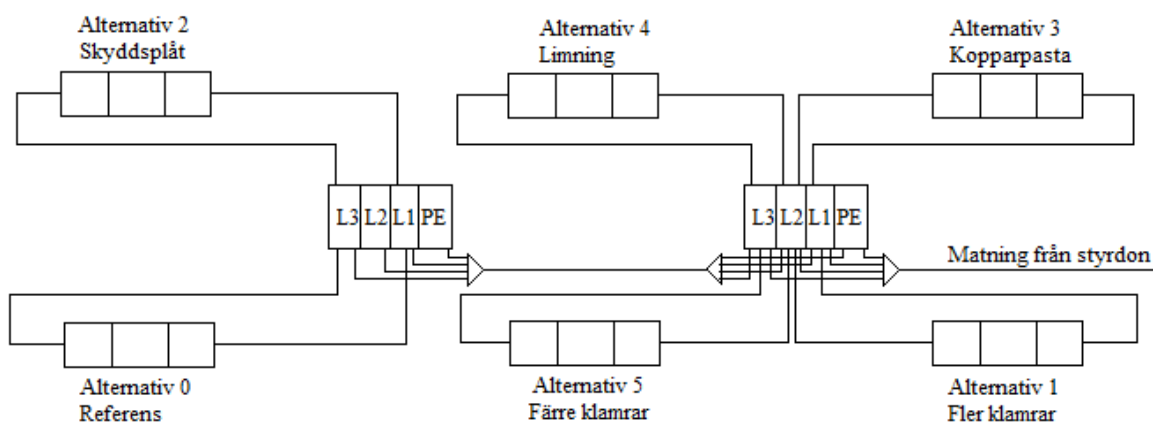 Alternativ 2
Skyddsplåt
Alternativ 4
Limning
Alternativ 3
Kopparpasta
L3 L2 L1 PE
L3 L2 L1 PE
Matning från styrdon
Alternativ 0
Referens
Alternativ 5
Färre klamrar
Alternativ 1
Fler klamrar